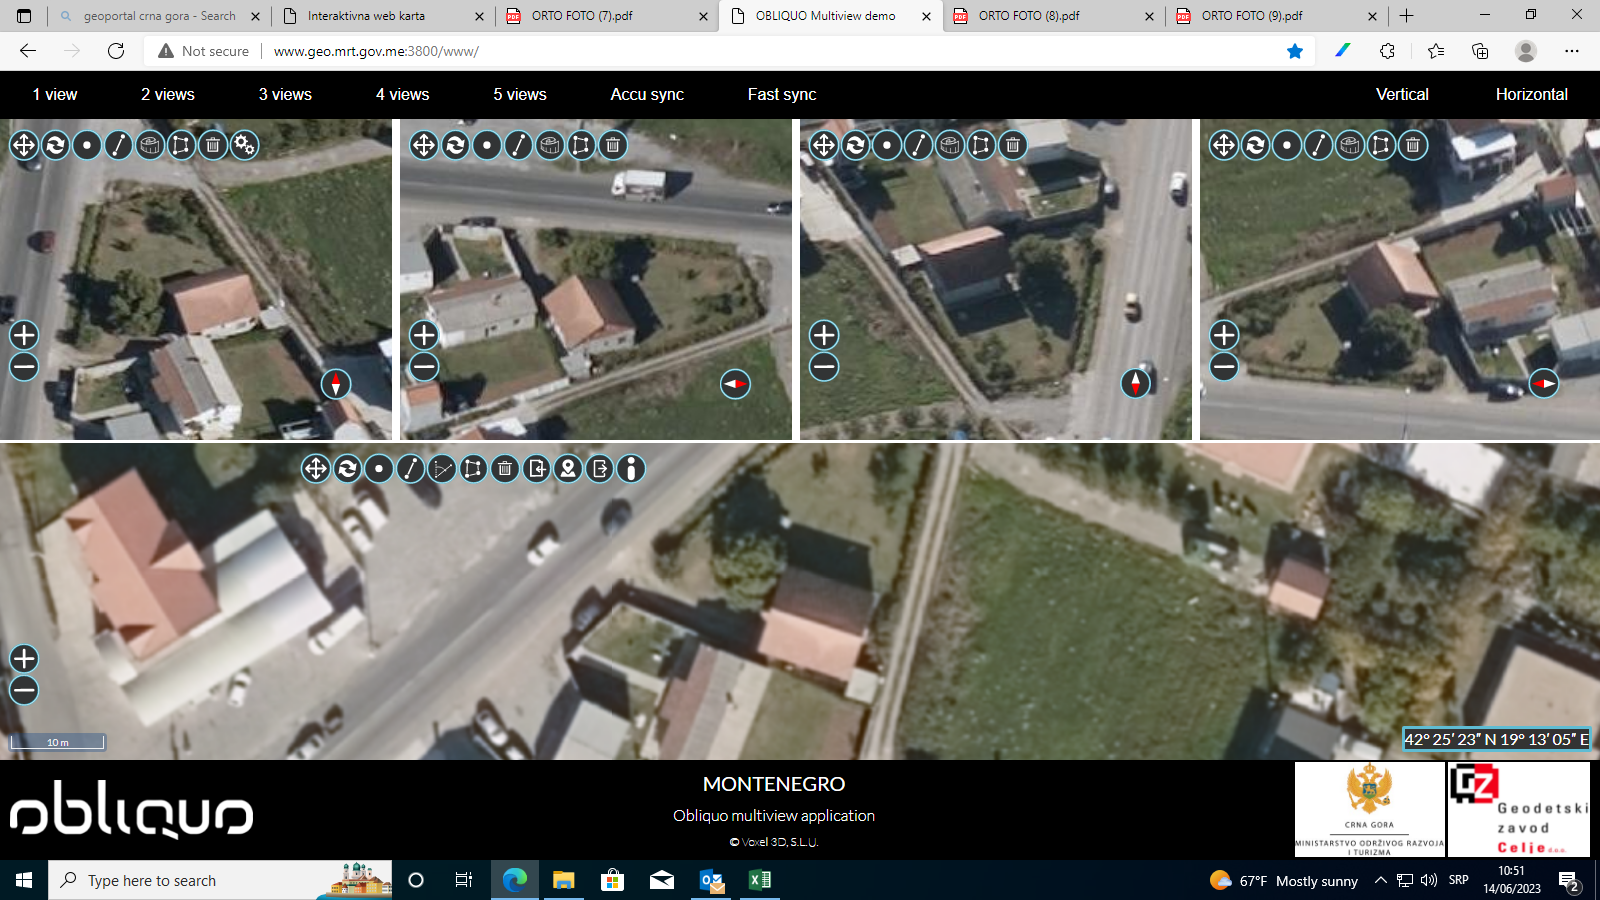 geoportal crna gora - Search
Interaktivna web karta
ORTO FOTO (7).pdf
OBLIQUO Multiview demo
ORTO FOTO (8).pdf
ORTO FOTO (9).pdf
Not secure
www.geo.mrt.gov.me:3800/www/
1 view
2 views
3 views
4 views
5 views
Accu sync
Fast sync
Vertical
Horizontal
10 m
42° 25′ 23″ N 19° 13′ 05″ E
obliquo
MONTENEGRO
Obliquo multiview application
© Voxel 3D, S.L.U.
CRNA GORA
MINISTARSTVO ODRŽIVOG RAZVOJA
I TURIZMA
GZ
Geodetski
zavod
Celje d.o.o.
Type here to search
67°F Mostly sunny
SRP
10:51
14/06/2023
2